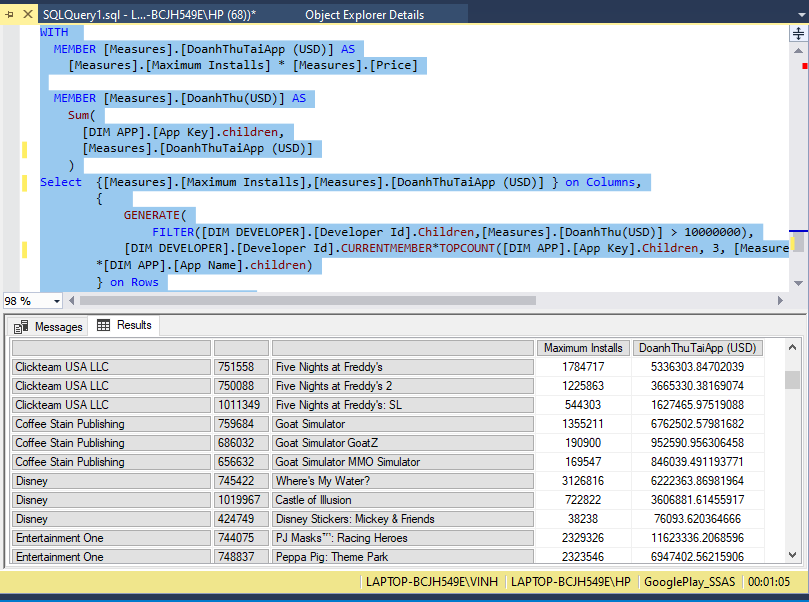 SQLQuery1.sql - L...-BCJH549E\HP (68))* Object Explorer Details
WITH
MEMBER [Measures].[DoanhThuTaiApp (USD)] AS
[Measures].[Maximum Installs] * [Measures].[Price]
MEMBER [Measures].[DoanhThu(USD)] AS
Sum(
[DIM APP].[App Key].children,
[Measures].[DoanhThuTaiApp (USD)]
)
Select {[Measures].[Maximum Installs],[Measures].[DoanhThuTaiApp (USD)] } on Columns,
{
GENERATE(
FILTER([DIM DEVELOPER].[Developer Id].Children,[Measures].[DoanhThu(USD)] > 10000000),
[DIM DEVELOPER].[Developer Id].CURRENTMEMBER*TOPCOUNT([DIM APP].[App Key].Children, 3, [Measure
*[DIM APP].[App Name].children)
} on Rows
98 %
Messages Results
Maximum Installs DoanhThuTaiApp (USD)
Clickteam USA LLC 751558 Five Nights at Freddy's 1784717 5336303.84702039
Clickteam USA LLC 750088 Five Nights at Freddy's 2 1225863 3665330.38169074
Clickteam USA LLC 1011349 Five Nights at Freddy's: SL 544303 1627465.97519088
Coffee Stain Publishing 759684 Goat Simulator 1355211 6762502.57981682
Coffee Stain Publishing 686032 Goat Simulator GoatZ 190900 952590.956306458
Coffee Stain Publishing 656632 Goat Simulator MMO Simulator 169547 846039.491193771
Disney 745422 Where's My Water? 3126816 6222363.86981964
Disney 1019967 Castle of Illusion 722822 3606881.61455917
Disney 424749 Disney Stickers: Mickey & Friends 38238 76093.620364666
Entertainment One 744075 PJ Masks™: Racing Heroes 2329326 11623336.2068596
Entertainment One 748837 Peppa Pig: Theme Park 2323546 6947402.56215906
LAPTOP-BCJH549E\VINH LAPTOP-BCJH549E\HP GooglePlay_SSAS 00:01:05